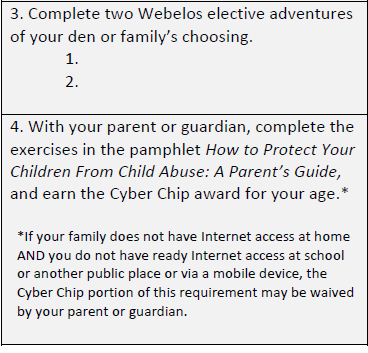 3. Complete two Webelos elective adventures
of your den or family’s choosing.
1.
2.
4. With your parent or guardian, complete the
exercises in the pamphlet How to Protect Your
Children From Child Abuse: A Parent’s Guide,
and earn the Cyber Chip award for your age.*
*If your family does not have Internet access at home
AND you do not have ready Internet access at school
or another public place or via a mobile device, the
Cyber Chip portion of this requirement may be waived
by your parent or guardian.